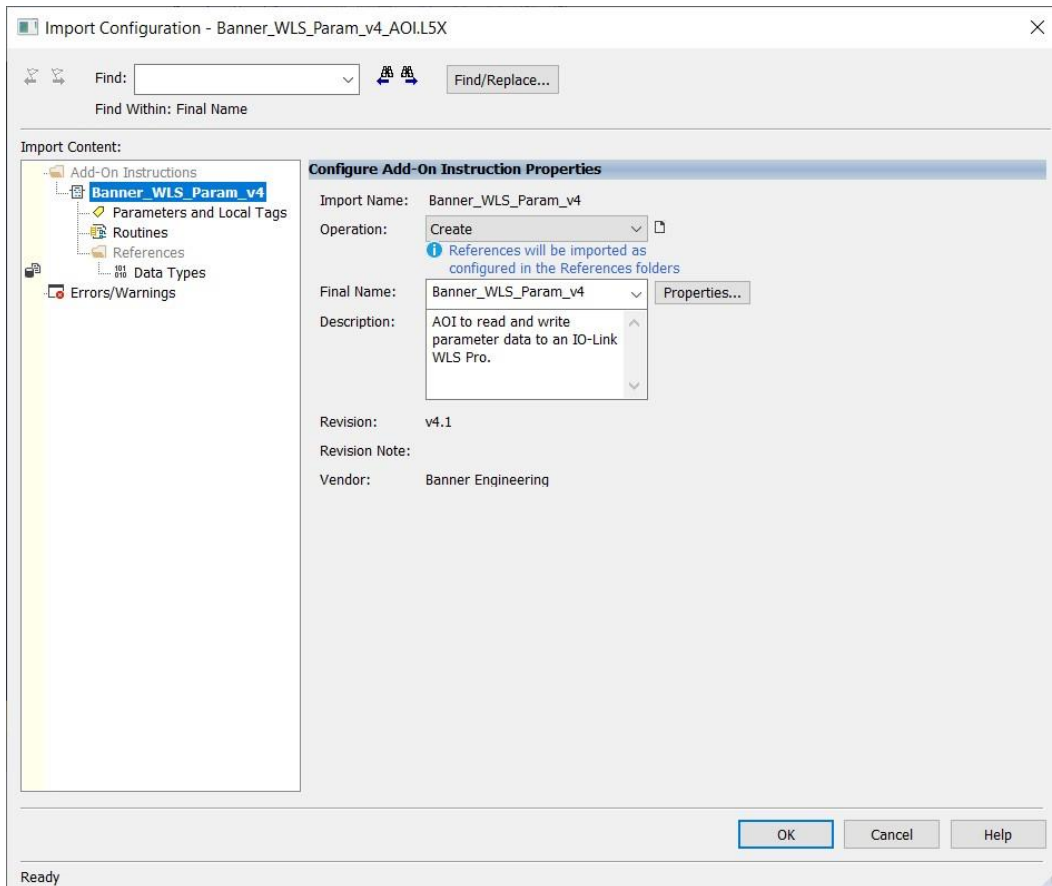 Import Configuration - Banner_WLS_Param_v4_AOI.L5X
Find:
Find/Replace...
Find Within: Final Name
Import Content:
Add-On Instructions
Banner_WLS_Param_v4
Parameters and Local Tags
Routines
References
Data Types
Errors/Warnings
Configure Add-On Instruction Properties
Import Name: Banner_WLS_Param_v4
Operation: Create
References will be imported as
configured in the References folders
Final Name: Banner_WLS_Param_v4 Properties...
Description: AOI to read and write
parameter data to an IO-Link
WLS Pro.
Revision: v4.1
Revision Note:
Vendor: Banner Engineering
OK Cancel Help
Ready